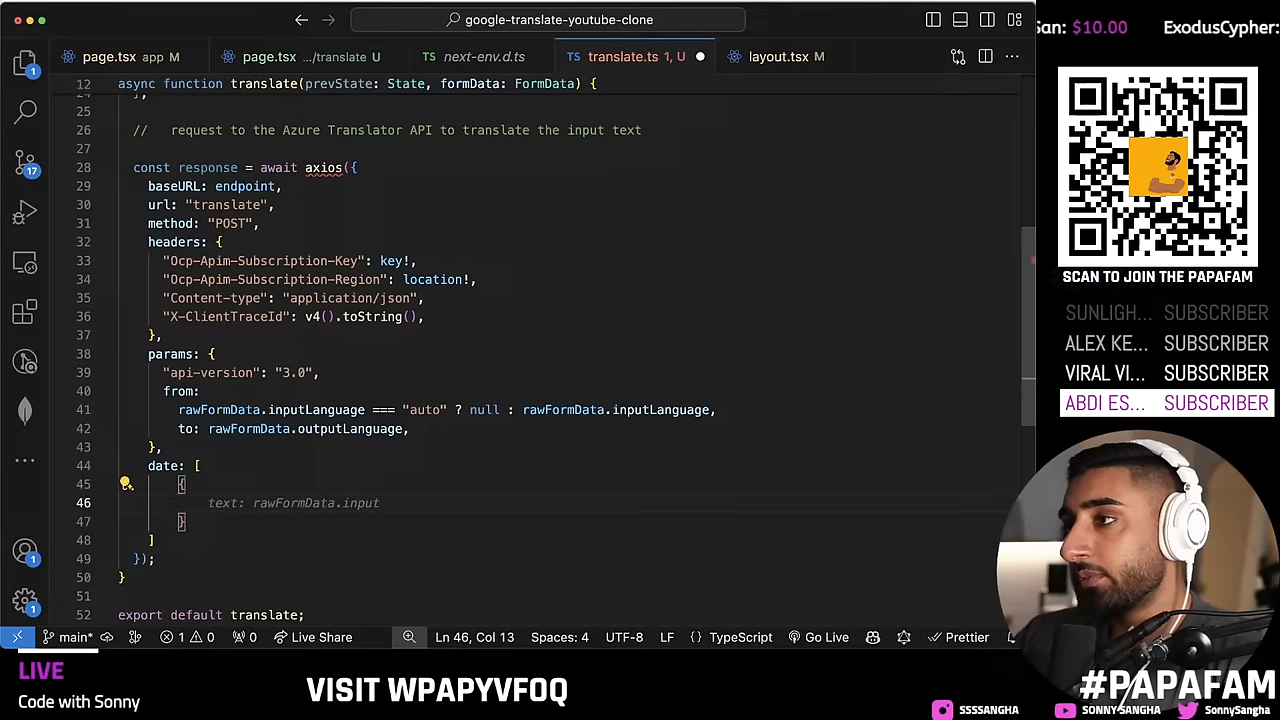 google-translate-youtube-clone
page.tsx app M
page.tsx .../translate U
TS next-env.d.ts
TS translate.ts 1, U
layout.tsx M
12 async function translate(prevState: State, formData: FormData) {
25
26 // request to the Azure Translator API to translate the input text
27
28 const response = await axios({
29 baseURL: endpoint,
30 url: "translate",
31 method: "POST",
32 headers: {
33 "Ocp-Apim-Subscription-Key": key!,
34 "Ocp-Apim-Subscription-Region": location!,
35 "Content-type": "application/json",
36 "X-ClientTraceId": v4().toString(),
37 },
38 params: {
39 "api-version": "3.0",
40 from:
41 rawFormData.inputLanguage === "auto" ? null : rawFormData.inputLanguage,
42 to: rawFormData.outputLanguage,
43 },
44 date: [
45 {
46 text: rawFormData.input
47 }
48 ]
49 });
50 }
51
52 export default translate;
1
17
1
1
main*
1 0
0
Live Share
Ln 46, Col 13
Spaces: 4
UTF-8
LF
{ } TypeScript
Go Live
Prettier
San: $10.00
ExodusCypher:
SCAN TO JOIN THE PAPAFAM
SUNLIGH... SUBSCRIBER
ALEX KE... SUBSCRIBER
VIRAL VI... SUBSCRIBER
ABDI ES... SUBSCRIBER
LIVE
Code with Sonny
VISIT WPAPYVFOQ
#PAPAFAM
SSSSANGHA
SONNY SANGHA
SonnySangha